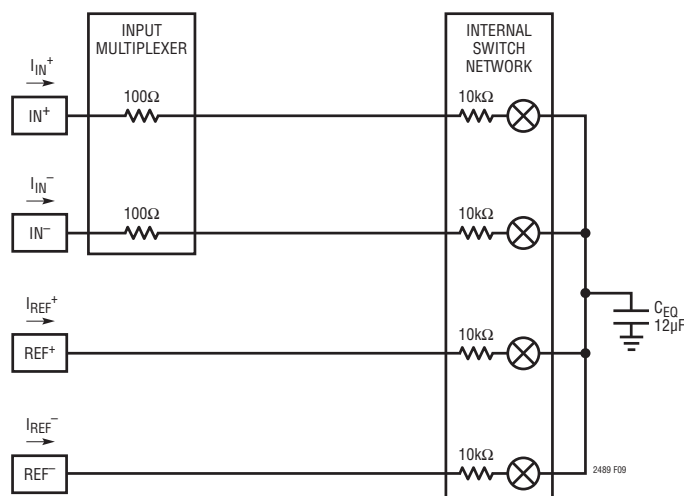 INPUT
MULTIPLEXER
INTERNAL
SWITCH
NETWORK
I_IN⁺
IN⁺
100Ω
10kΩ
I_IN⁻
IN⁻
100Ω
10kΩ
I_REF⁺
REF⁺
10kΩ
C_EQ
12µF
I_REF⁻
REF⁻
10kΩ
2489 F09